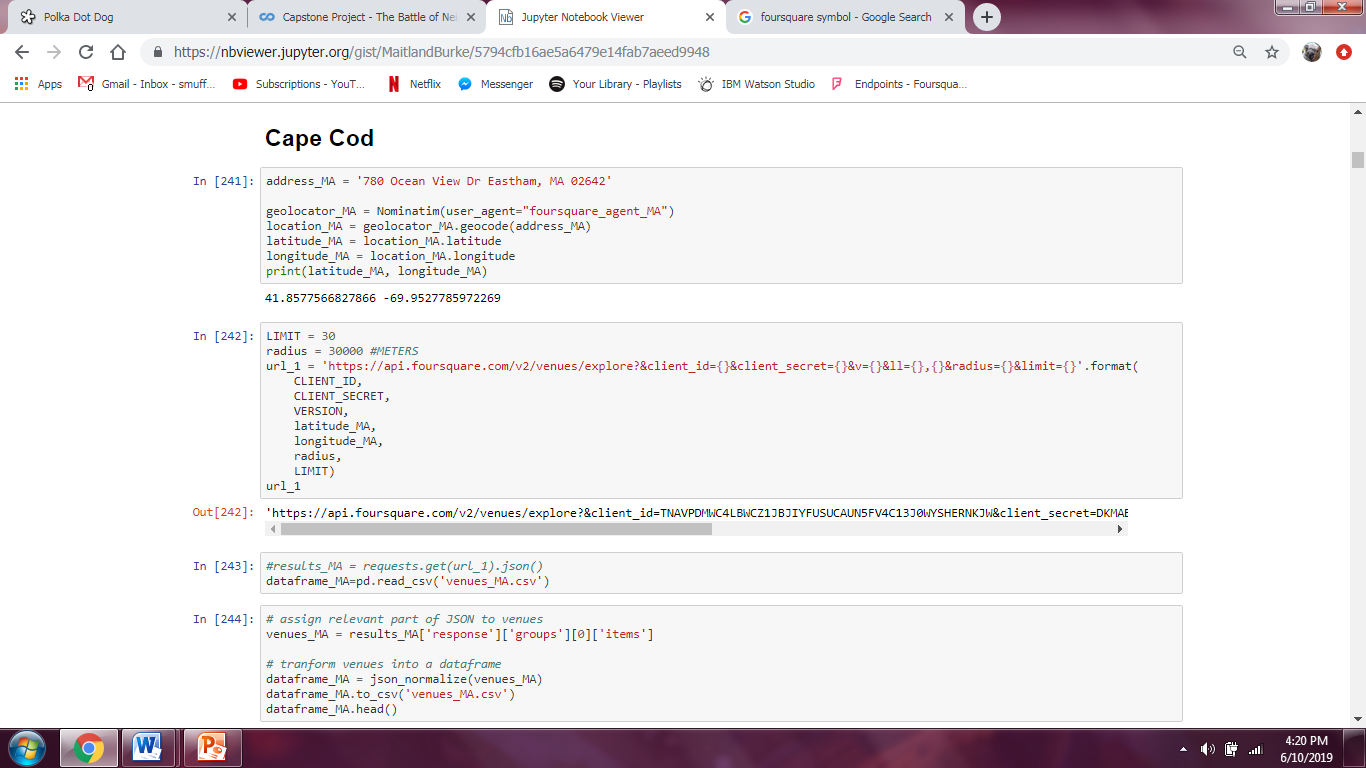 Polka Dot Dog
Capstone Project - The Battle of Nei
Jupyter Notebook Viewer
foursquare symbol - Google Search
https://nbviewer.jupyter.org/gist/MaitlandBurke/5794cfb16ae5a6479e14fab7aeed9948
Apps
Gmail - Inbox - smuff...
Subscriptions - YouT...
Netflix
Messenger
Your Library - Playlists
IBM Watson Studio
Endpoints - Foursqua...
Cape Cod
In [241]:
address_MA = '780 Ocean View Dr Eastham, MA 02642'
geolocator_MA = Nominatim(user_agent="foursquare_agent_MA")
location_MA = geolocator_MA.geocode(address_MA)
latitude_MA = location_MA.latitude
longitude_MA = location_MA.longitude
print(latitude_MA, longitude_MA)
41.8577566827866 -69.9527785972269
In [242]:
LIMIT = 30
radius = 30000 #METERS
url_1 = 'https://api.foursquare.com/v2/venues/explore?&client_id={}&client_secret={}&v={}&ll={},{}&radius={}&limit={}'.format(
CLIENT_ID,
CLIENT_SECRET,
VERSION,
latitude_MA,
longitude_MA,
radius,
LIMIT)
url_1
Out[242]:
'https://api.foursquare.com/v2/venues/explore?&client_id=TNAVPDMWC4LBWCZ1JBJIYFUSUCAUN5FV4C13J0WYSHERNKJW&client_secret=DKMAE
In [243]:
#results_MA = requests.get(url_1).json()
dataframe_MA=pd.read_csv('venues_MA.csv')
In [244]:
# assign relevant part of JSON to venues
venues_MA = results_MA['response']['groups'][0]['items']
# tranform venues into a dataframe
dataframe_MA = json_normalize(venues_MA)
dataframe_MA.to_csv('venues_MA.csv')
dataframe_MA.head()
4:20 PM
6/10/2019